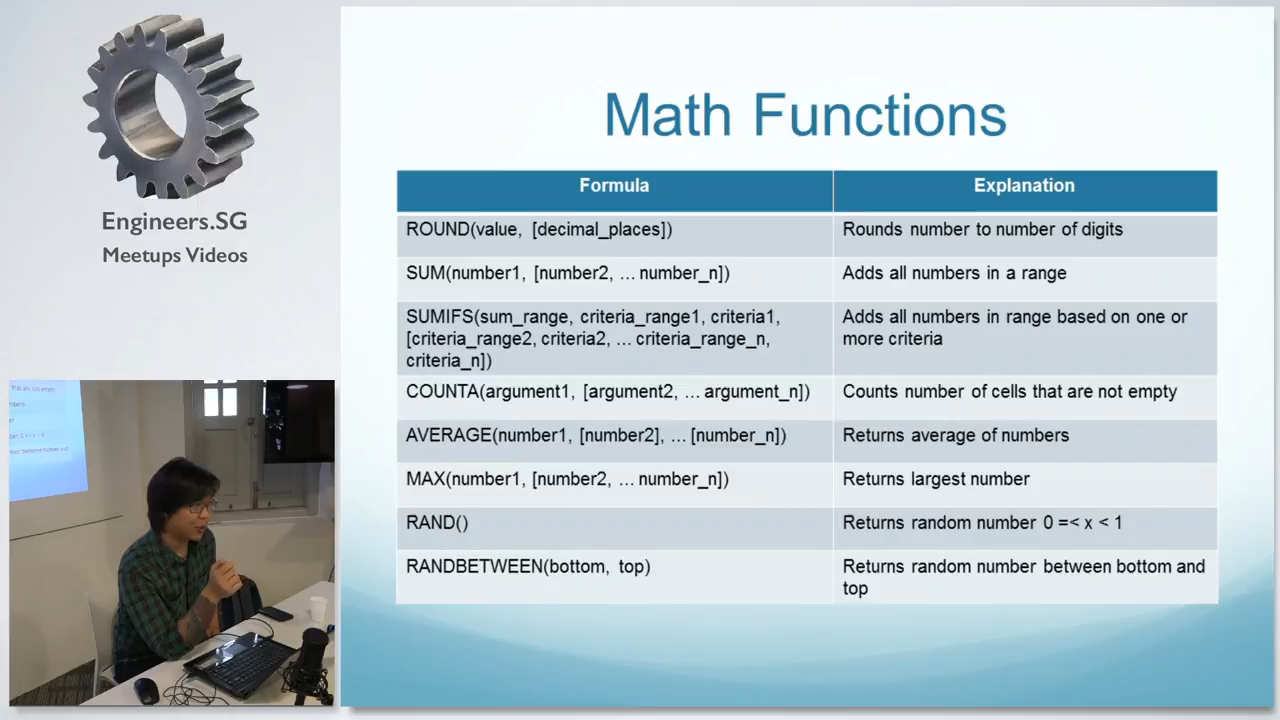 Engineers.SG
Meetups Videos
Math Functions
Formula
Explanation
ROUND(value, [decimal_places])
Rounds number to number of digits
SUM(number1, [number2, … number_n])
Adds all numbers in a range
SUMIFS(sum_range, criteria_range1, criteria1,
[criteria_range2, criteria2, … criteria_range_n,
criteria_n])
Adds all numbers in range based on one or
more criteria
COUNTA(argument1, [argument2, … argument_n])
Counts number of cells that are not empty
AVERAGE(number1, [number2], … [number_n])
Returns average of numbers
MAX(number1, [number2, … number_n])
Returns largest number
RAND()
Returns random number 0 =< x < 1
RANDBETWEEN(bottom, top)
Returns random number between bottom and
top